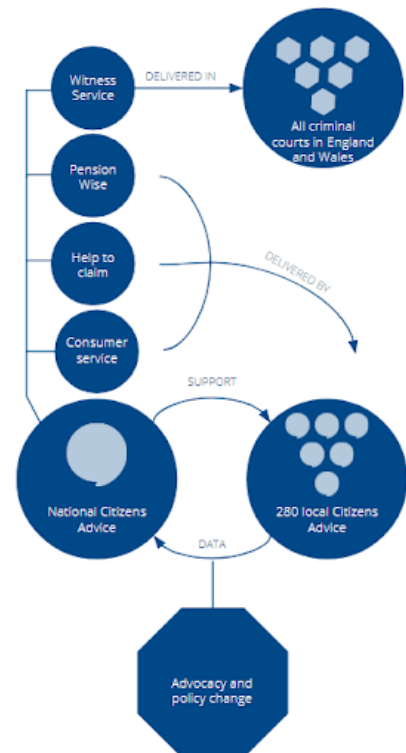 Witness
Service
DELIVERED IN
All criminal
courts in England
and Wales
Pension
Wise
Help to
claim
DELIVERED BY
Consumer
service
SUPPORT
National Citizens
Advice
280 local Citizens
Advice
DATA
Advocacy and
policy change